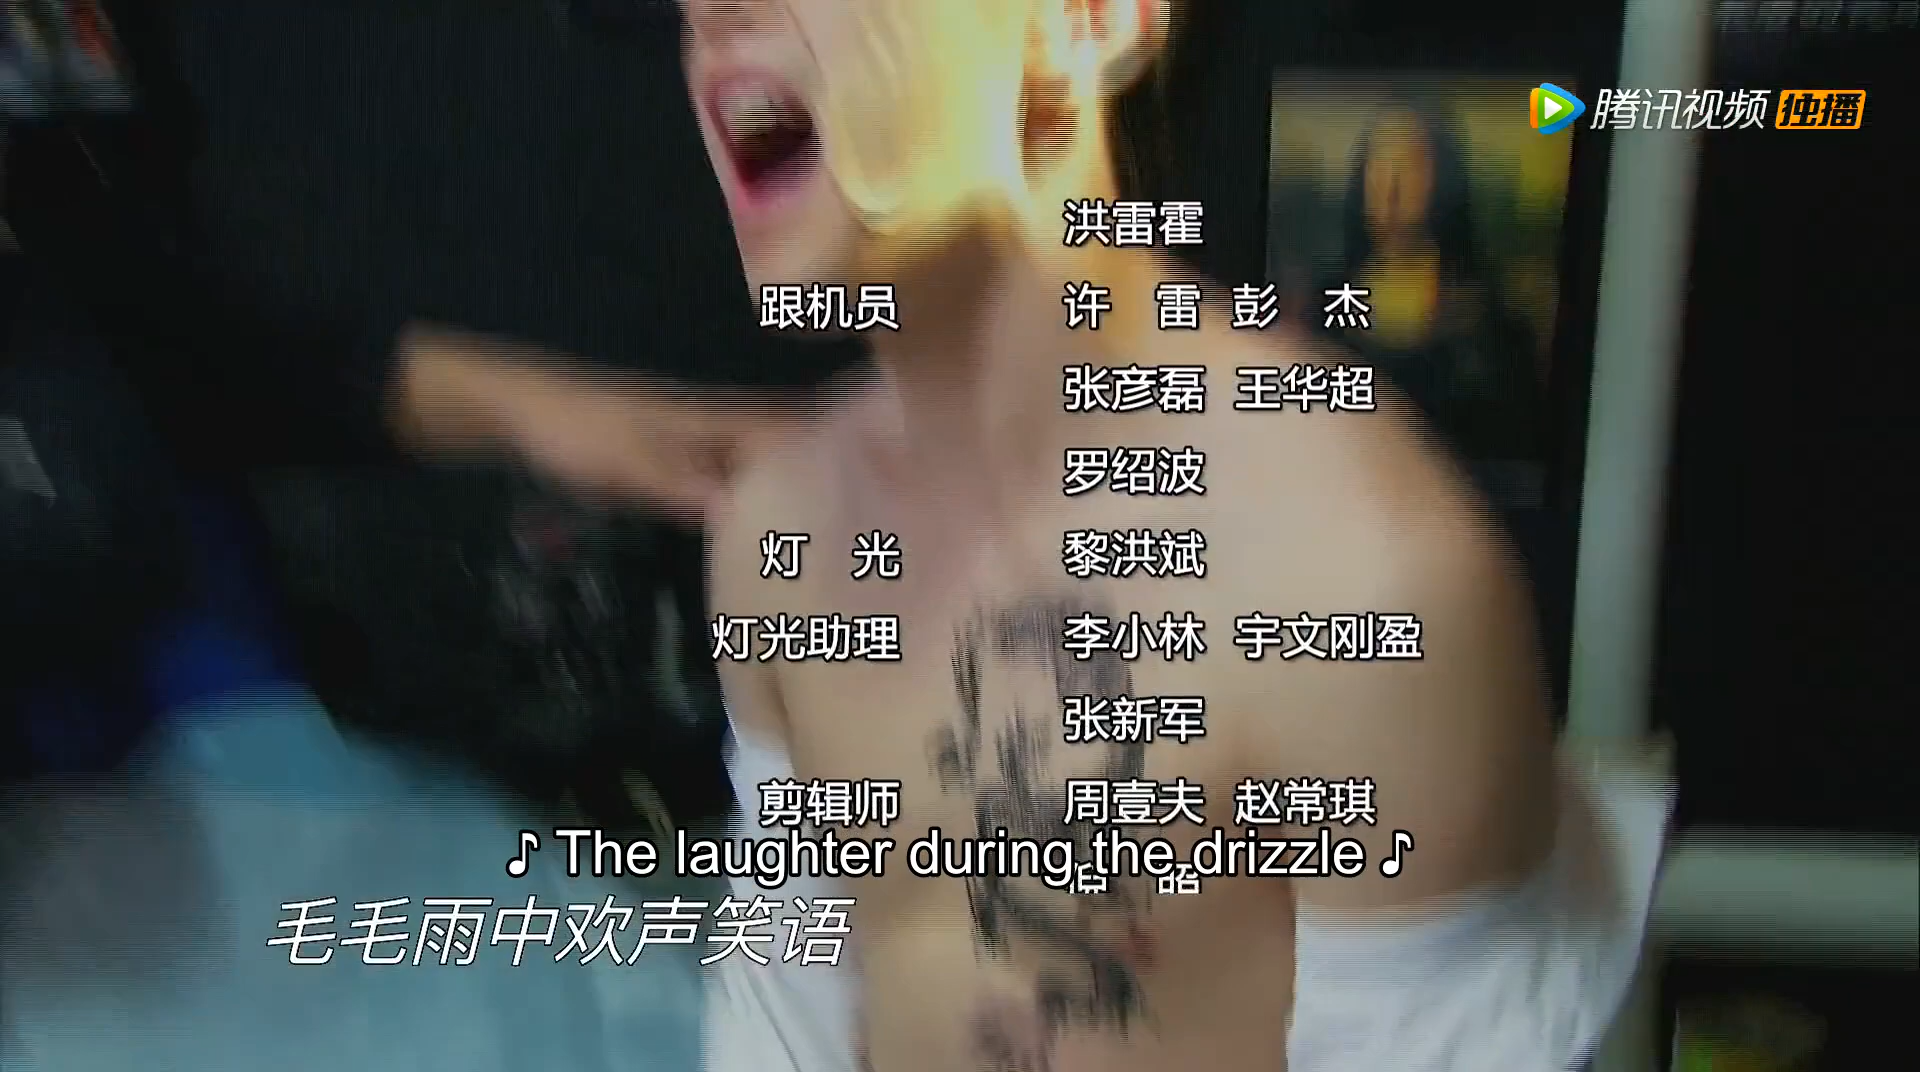 腾讯视频 独播
洪雷霍
跟机员 许 雷 彭 杰
张彦磊 王华超
罗绍波
灯 光 黎洪斌
灯光助理 李小林 宇文刚盈
张新军
剪辑师 周壹夫 赵常琪
♪ The laughter during the drizzle ♪
毛毛雨中欢声笑语